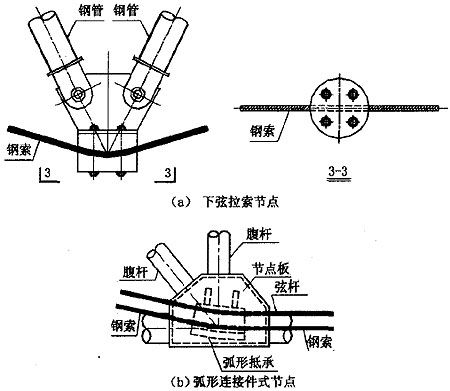 钢管 钢管
钢索
3 3
钢索
3-3
(a) 下弦拉索节点
腹杆
腹杆
节点板
弦杆
钢索
钢索
弧形抵承
(b)弧形连接件式节点